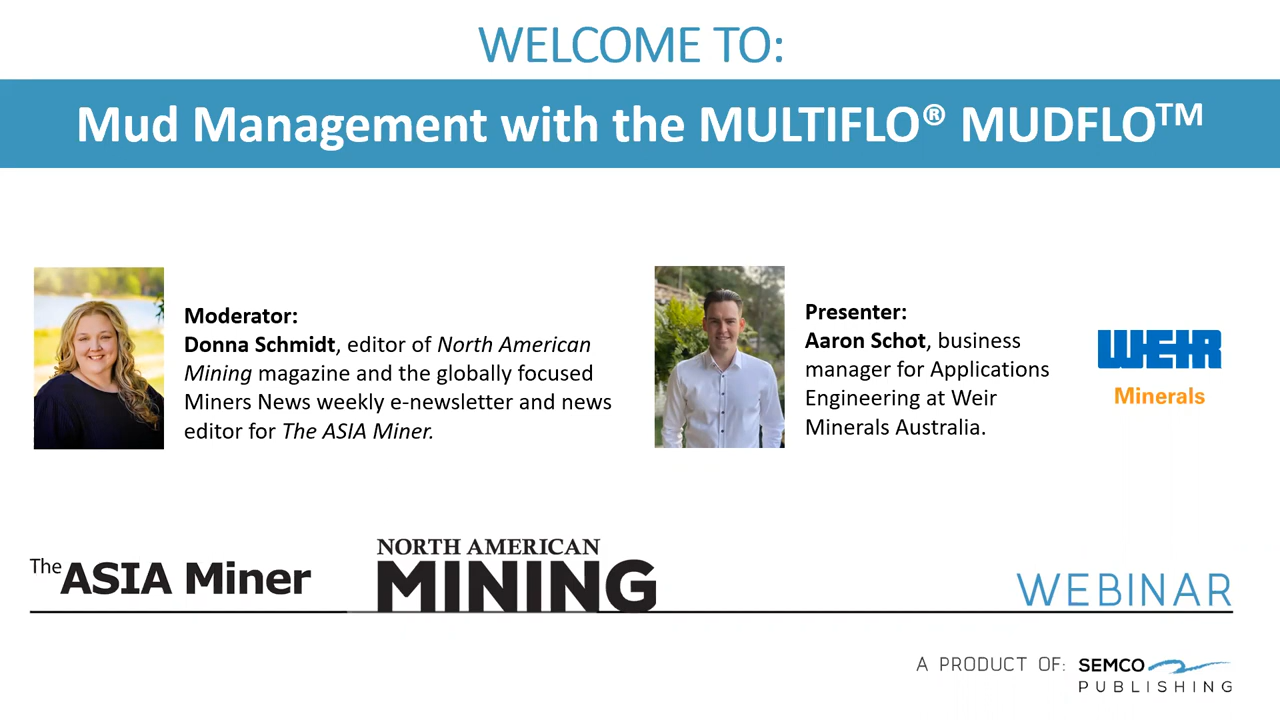 WELCOME TO:
Mud Management with the MULTIFLO® MUDFLO™
Moderator:
Donna Schmidt, editor of North American
Mining magazine and the globally focused
Miners News weekly e-newsletter and news
editor for The ASIA Miner.
Presenter:
Aaron Schot, business
manager for Applications
Engineering at Weir
Minerals Australia.
WEIR
Minerals
The ASIA Miner
NORTH AMERICAN
MINING
WEBINAR
A PRODUCT OF: SEMCO
PUBLISHING